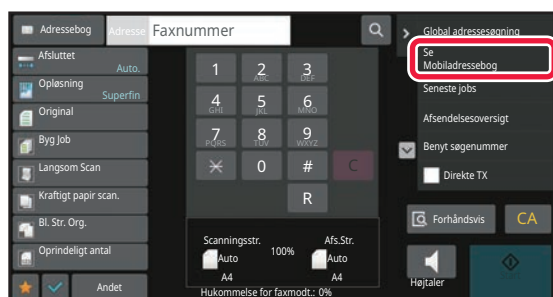 Adressebog
Adresse
Faxnummer
Global adressesøgning
Afsluttet
Auto.
Opløsning
Superfin
Original
Byg Job
Langsom Scan
Kraftigt papir scan.
Bl. Str. Org.
Oprindeligt antal
Andet
1
2
ABC
3
DEF
4
GHI
5
JKL
6
MNO
7
PQRS
8
TUV
9
WXYZ
0
#
C
R
Scanningsstr.
Auto
A4
100%
Afs.Str.
Auto
A4
Hukommelse for faxmodt.: 0%
Se
Mobiladressebog
Seneste jobs
Afsendelsesoversigt
Benyt søgenummer
Direkte TX
Forhåndsvis
CA
Højtaler